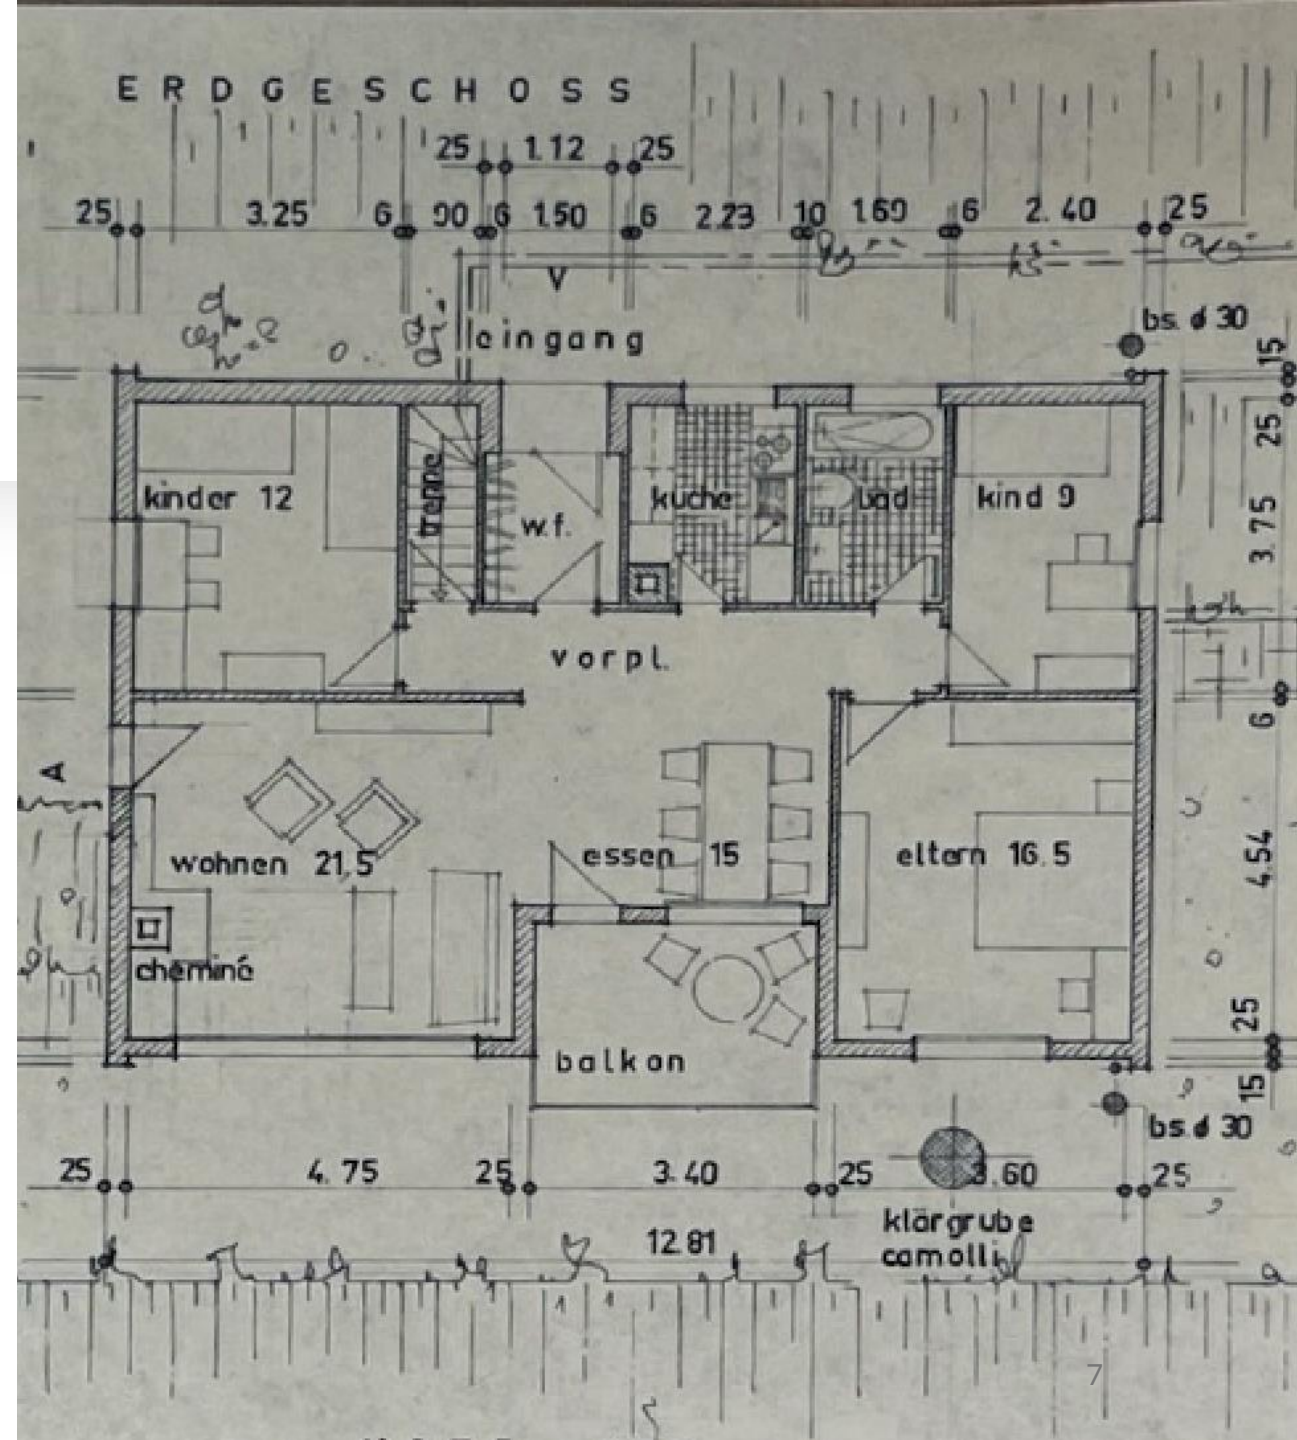 ERDGESCHOSS
25 1.12 25
25 3.25 6 90 6 1.50 6 2.23 10 1.69 6 2.40 25
V
eingang
bs. ø 30
15
25
kinder 12
treppe
w.f.
küche
bad
kind 9
3.75
vorpl.
6
A
wohnen 21,5
essen 15
eltern 16.5
4.54
cheminé
25
balkon
15
bs. ø 30
25 4.75 25 3.40 25 3.60 25
klärgrube
12.81
camolli
7